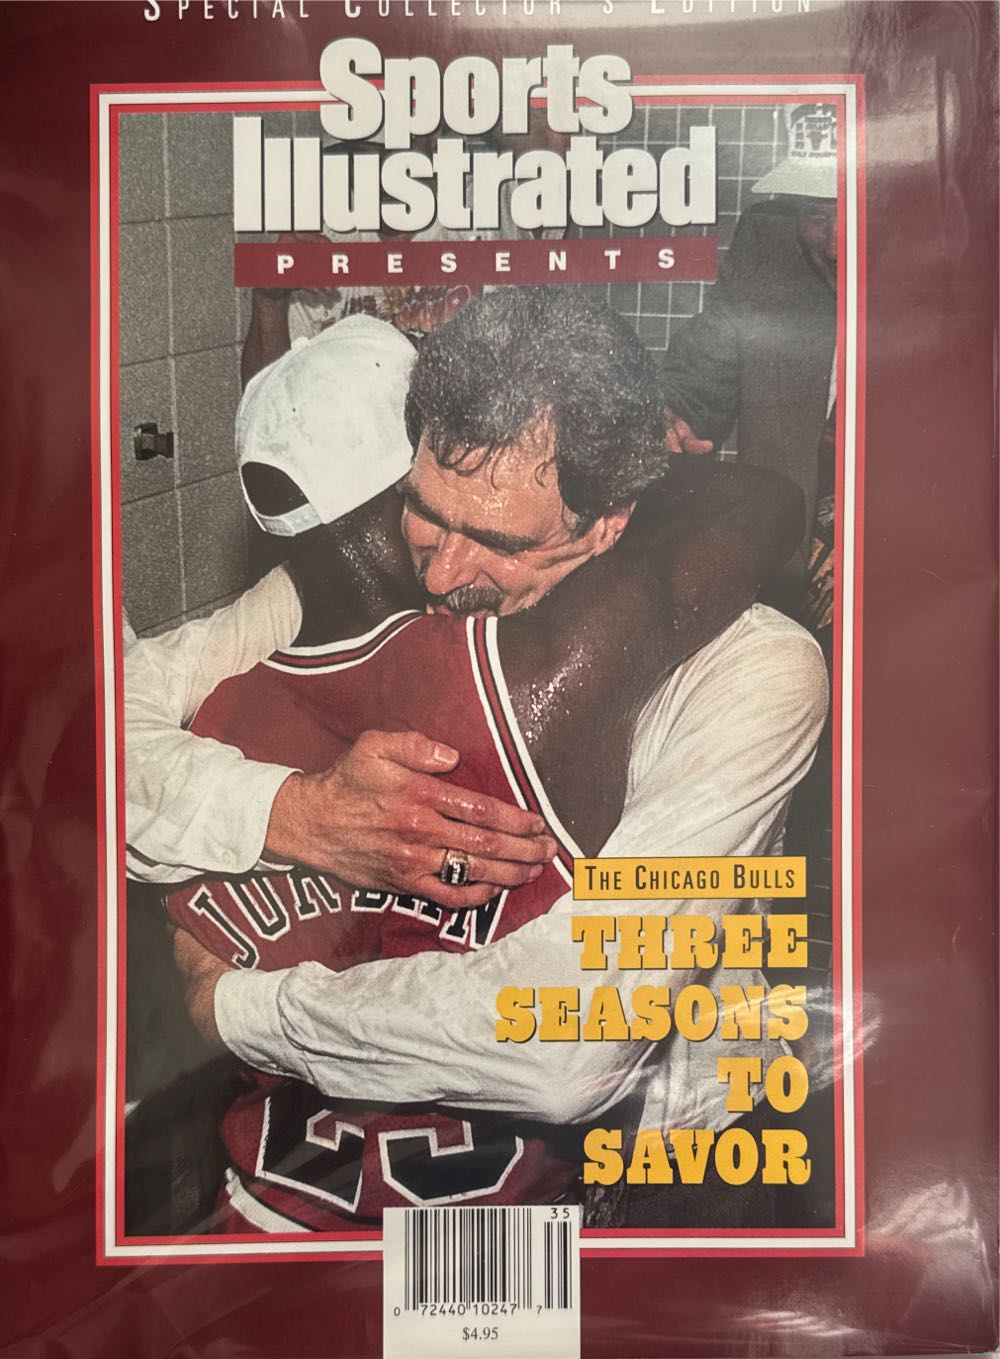 SPECIAL COLLECTOR'S EDITION
Sports
Illustrated
PRESENTS
JORDAN
THE CHICAGO BULLS
THREE
SEASONS
TO
SAVOR
23
35
0 72440 10247 7
$4.95